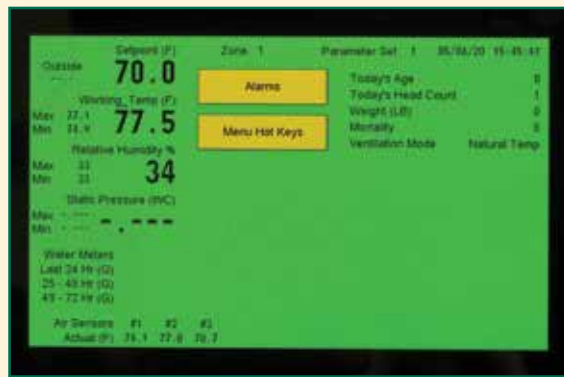 Setpoint (F) Zone 1 Parameter Set 1
Outside 70.0
Alarms
Today's Age 0
Today's Head Count 1
Working_Temp (F)
Weight (LB) 0
Max
Min 77.5
Menu Hot Keys
Mortality 0
Ventilation Mode Natural Temp
Relative Humidity %
Max 33
Min 33
34
Static Pressure (WC)
Max -.---
Min -.---
-.---
Water Meters
Last 24 Hr (G)
25 - 48 Hr (G)
49 - 72 Hr (G)
Air Sensors #1 #2 #3
Actual (F)